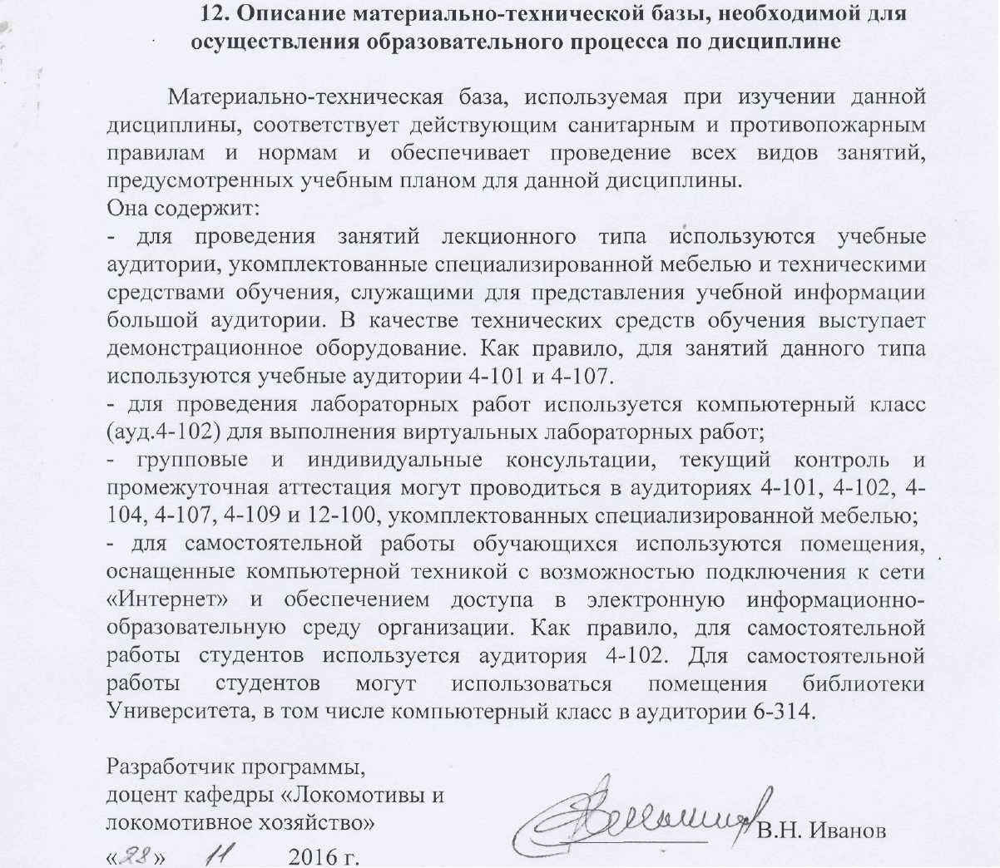 12. Описание материально-технической базы, необходимой для
осуществления образовательного процесса по дисциплине
Материально-техническая база, используемая при изучении данной
дисциплины, соответствует действующим санитарным и противопожарным
правилам и нормам и обеспечивает проведение всех видов занятий,
предусмотренных учебным планом для данной дисциплины.
Она содержит:
- для проведения занятий лекционного типа используются учебные
аудитории, укомплектованные специализированной мебелью и техническими
средствами обучения, служащими для представления учебной информации
большой аудитории. В качестве технических средств обучения выступает
демонстрационное оборудование. Как правило, для занятий данного типа
используются учебные аудитории 4-101 и 4-107.
- для проведения лабораторных работ используется компьютерный класс
(ауд.4-102) для выполнения виртуальных лабораторных работ;
- групповые и индивидуальные консультации, текущий контроль и
промежуточная аттестация могут проводиться в аудиториях 4-101, 4-102, 4-
104, 4-107, 4-109 и 12-100, укомплектованных специализированной мебелью;
- для самостоятельной работы обучающихся используются помещения,
оснащенные компьютерной техникой с возможностью подключения к сети
«Интернет» и обеспечением доступа в электронную информационно-
образовательную среду организации. Как правило, для самостоятельной
работы студентов используется аудитория 4-102. Для самостоятельной
работы студентов могут использоваться помещения библиотеки
Университета, в том числе компьютерный класс в аудитории 6-314.
Разработчик программы,
доцент кафедры «Локомотивы и
локомотивное хозяйство»
В.Н. Иванов
«28» 11 2016 г.